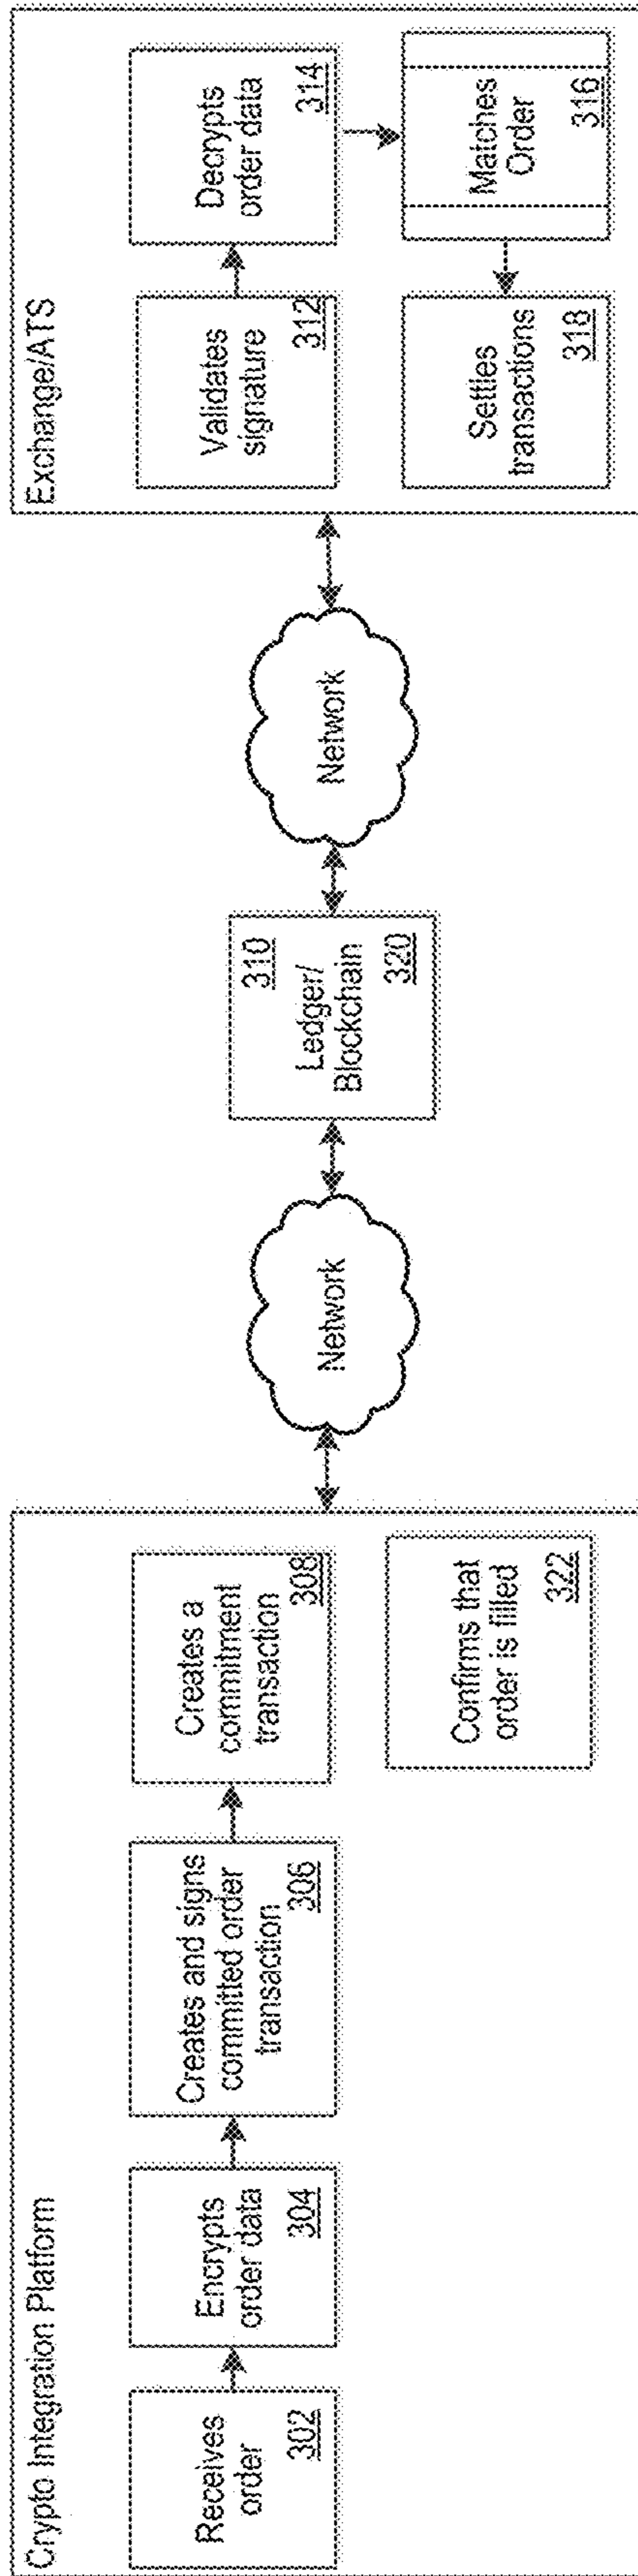 Crypto Integration Platform
Receives
order
302
Encrypts
order data
304
Creates and signs
committed order
transaction
306
Creates a
commitment
transaction
308
Confirms that
order is filled
322
Network
310
Ledger/
Blockchain
320
Network
Exchange/ATS
Validates
signature
312
Decrypts
order data
314
Matches
Order
316
Settles
transactions
318